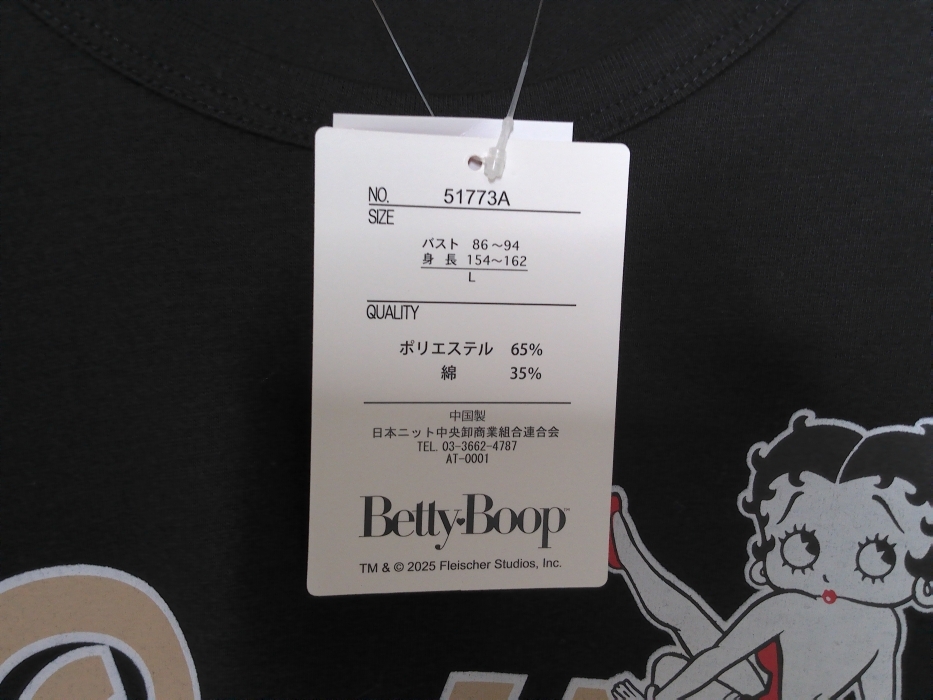 NO. 51773A
SIZE
バスト 86～94
身長 154～162
L
QUALITY
ポリエステル 65%
綿 35%
中国製
日本ニット中央卸商業組合連合会
TEL. 03-3662-4787
AT-0001
Betty Boop™
TM & © 2025 Fleischer Studios, Inc.